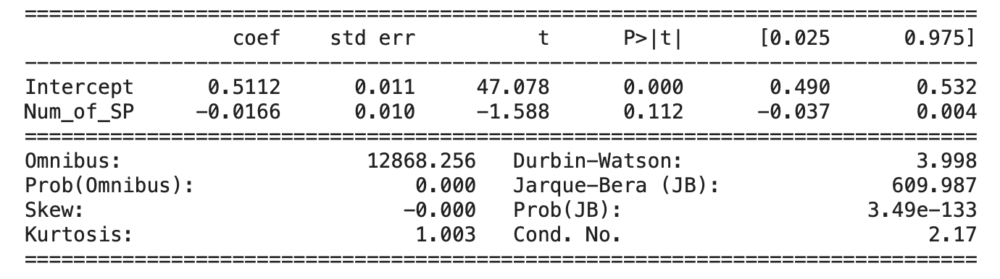 ==============================================================================
                 coef    std err          t      P>|t|      [0.025      0.975]
------------------------------------------------------------------------------
Intercept      0.5112      0.011     47.078      0.000       0.490       0.532
Num_of_SP     -0.0166      0.010     -1.588      0.112      -0.037       0.004
==============================================================================
Omnibus:                    12868.256   Durbin-Watson:                   3.998
Prob(Omnibus):                  0.000   Jarque-Bera (JB):              609.987
Skew:                          -0.000   Prob(JB):                    3.49e-133
Kurtosis:                       1.003   Cond. No.                         2.17
==============================================================================